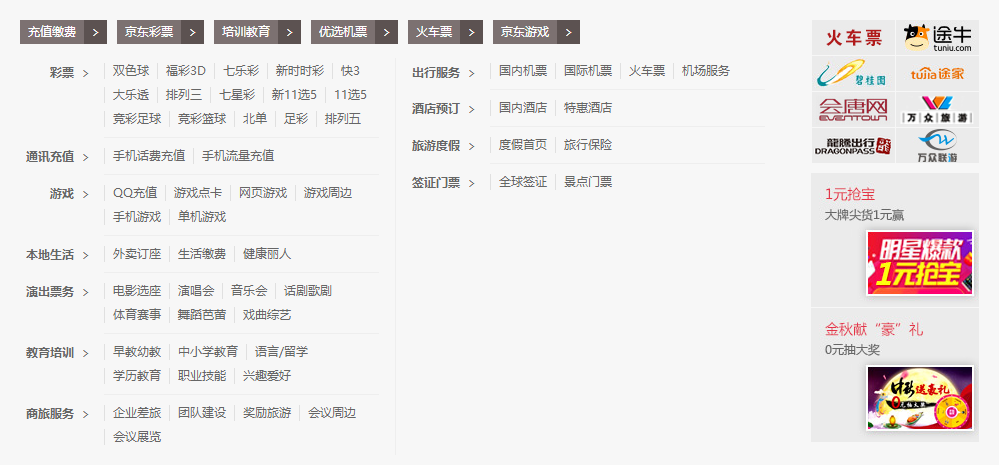 充值缴费 > 京东彩票 > 培训教育 > 优选机票 > 火车票 > 京东游戏 >
彩票 > 双色球 福彩3D 七乐彩 新时时彩 快3
大乐透 排列三 七星彩 新11选5 11选5
竞彩足球 竞彩篮球 北单 足彩 排列五
通讯充值 > 手机话费充值 手机流量充值
游戏 > QQ充值 游戏点卡 网页游戏 游戏周边
手机游戏 单机游戏
本地生活 > 外卖订座 生活缴费 健康丽人
演出票务 > 电影选座 演唱会 音乐会 话剧歌剧
体育赛事 舞蹈芭蕾 戏曲综艺
教育培训 > 早教幼教 中小学教育 语言/留学
学历教育 职业技能 兴趣爱好
商旅服务 > 企业差旅 团队建设 奖励旅游 会议周边
会议展览
出行服务 > 国内机票 国际机票 火车票 机场服务
酒店预订 > 国内酒店 特惠酒店
旅游度假 > 度假首页 旅行保险
签证门票 > 全球签证 景点门票
火车票
途牛
tuniu.com
碧桂园
tujia途家
会唐网
EVENTOWN
万众旅游
龍腾出行
DRAGONPASS
万众联游
1元抢宝
大牌尖货1元赢
明星爆款
1元抢宝
金秋献“豪”礼
0元抽大奖
中秋送豪礼
0元抽大奖